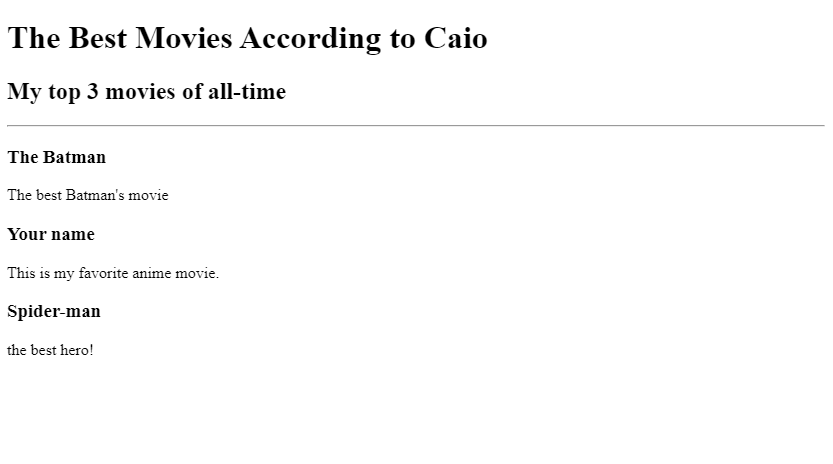 The Best Movies According to Caio
My top 3 movies of all-time
The Batman
The best Batman's movie
Your name
This is my favorite anime movie.
Spider-man
the best hero!